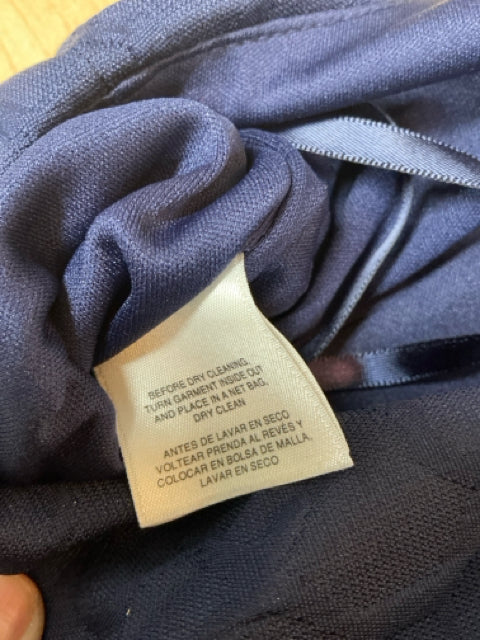 BEFORE DRY CLEANING,
TURN GARMENT INSIDE OUT
AND PLACE IN A NET BAG,
DRY CLEAN
ANTES DE LAVAR EN SECO
VOLTEAR PRENDA AL REVÉS Y
COLOCAR EN BOLSA DE MALLA,
LAVAR EN SECO